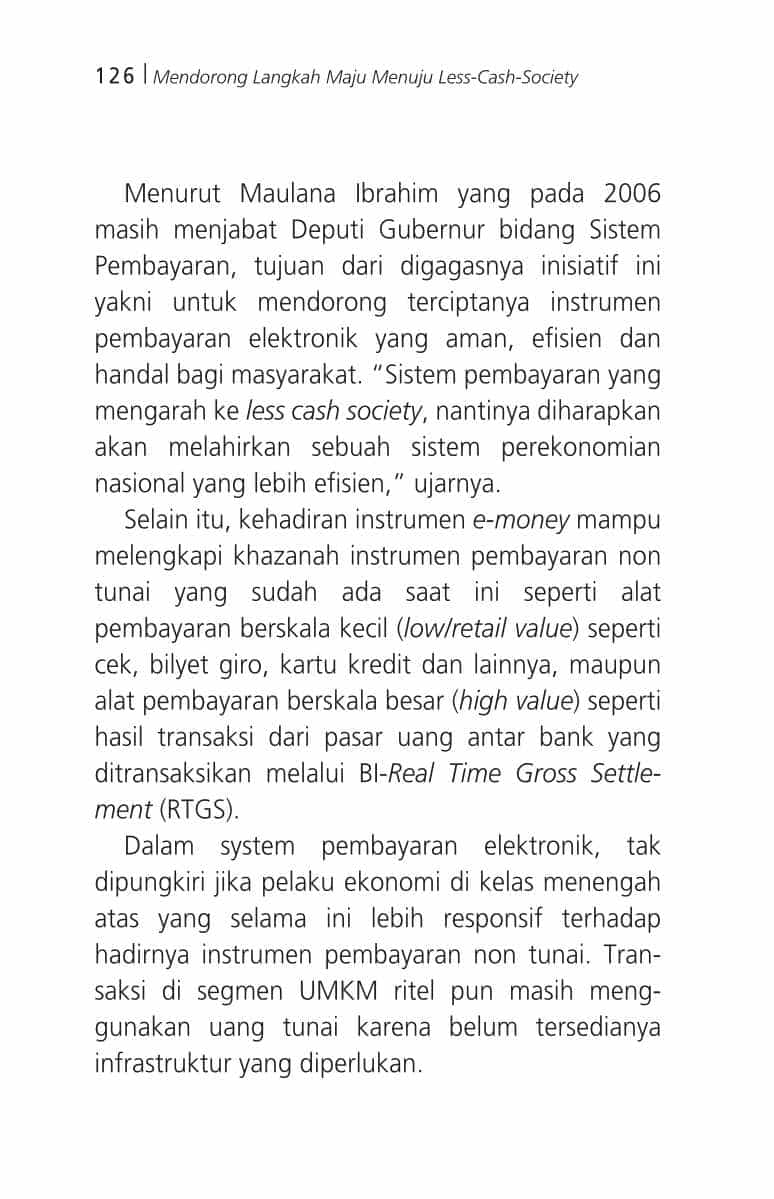 126 | Mendorong Langkah Maju Menuju Less-Cash-Society
Menurut Maulana Ibrahim yang pada 2006
masih menjabat Deputi Gubernur bidang Sistem
Pembayaran, tujuan dari digagasnya inisiatif ini
yakni untuk mendorong terciptanya instrumen
pembayaran elektronik yang aman, efisien dan
handal bagi masyarakat. “Sistem pembayaran yang
mengarah ke less cash society, nantinya diharapkan
akan melahirkan sebuah sistem perekonomian
nasional yang lebih efisien,” ujarnya.
Selain itu, kehadiran instrumen e-money mampu
melengkapi khazanah instrumen pembayaran non
tunai yang sudah ada saat ini seperti alat
pembayaran berskala kecil (low/retail value) seperti
cek, bilyet giro, kartu kredit dan lainnya, maupun
alat pembayaran berskala besar (high value) seperti
hasil transaksi dari pasar uang antar bank yang
ditransaksikan melalui BI-Real Time Gross Settle-
ment (RTGS).
Dalam system pembayaran elektronik, tak
dipungkiri jika pelaku ekonomi di kelas menengah
atas yang selama ini lebih responsif terhadap
hadirnya instrumen pembayaran non tunai. Tran-
saksi di segmen UMKM ritel pun masih meng-
gunakan uang tunai karena belum tersedianya
infrastruktur yang diperlukan.